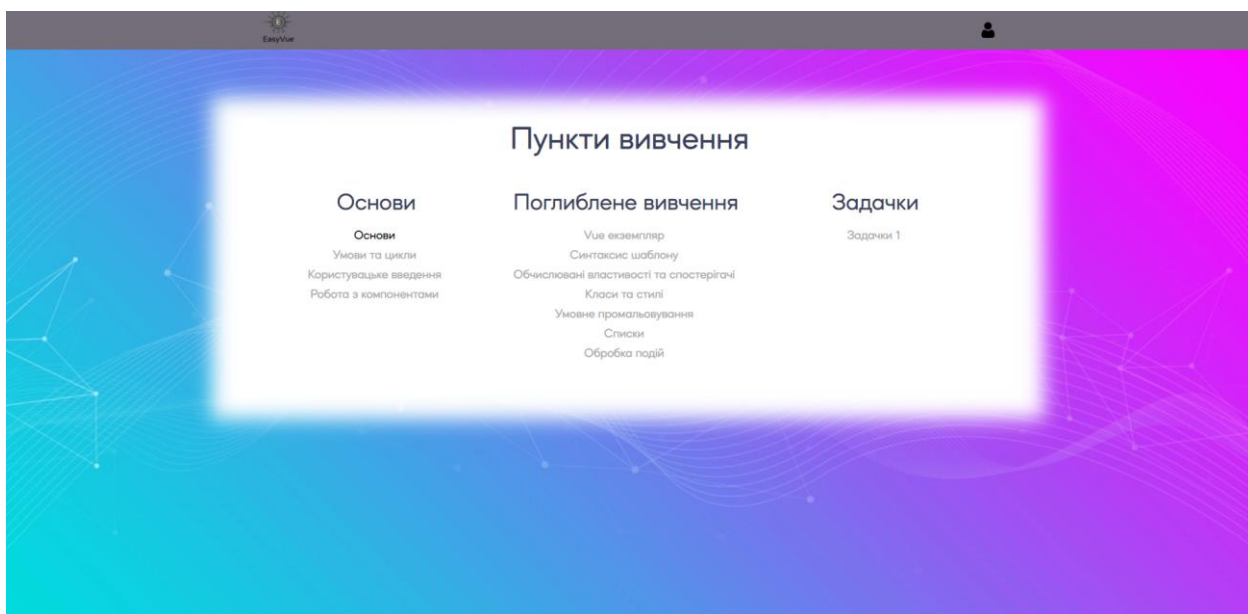 EasyVue
Пункти вивчення
Основи
Основи
Умови та цикли
Користувацьке введення
Робота з компонентами
Поглиблене вивчення
Vue екземпляр
Синтаксис шаблону
Обчислювані властивості та спостерігачі
Класи та стилі
Умовне промальовування
Списки
Обробка подій
Задачки
Задачки 1